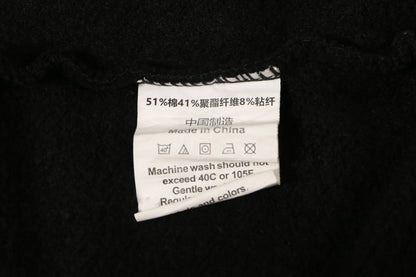 51%棉41%聚酯纤维8%粘纤
中国制造
Made in China
Machine wash should not
exceed 40C or 105F
Gentle
and colors.